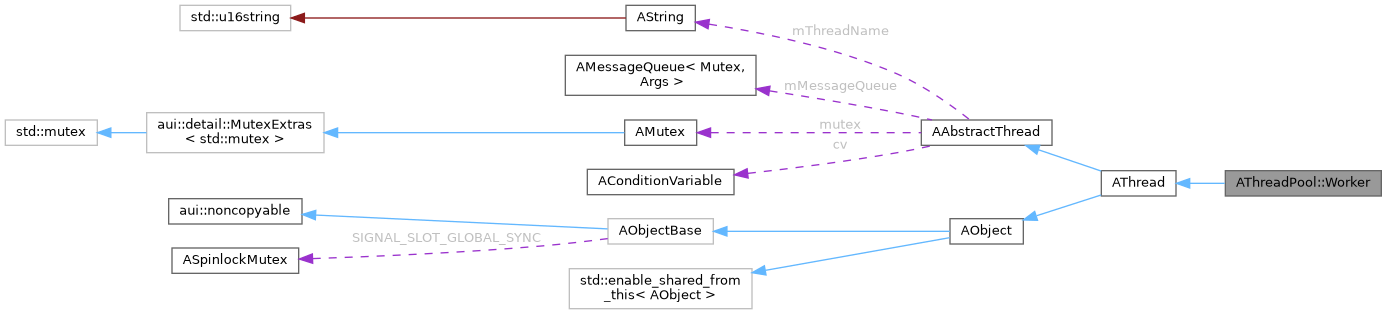 std::u16string
AString
mThreadName
AMessageQueue< Mutex,
Args >
mMessageQueue
std::mutex
aui::detail::MutexExtras
< std::mutex >
AMutex
mutex
cv
AAbstractThread
AConditionVariable
AThread
AThreadPool::Worker
aui::noncopyable
SIGNAL_SLOT_GLOBAL_SYNC
AObjectBase
AObject
ASpinlockMutex
std::enable_shared_from
_this< AObject >